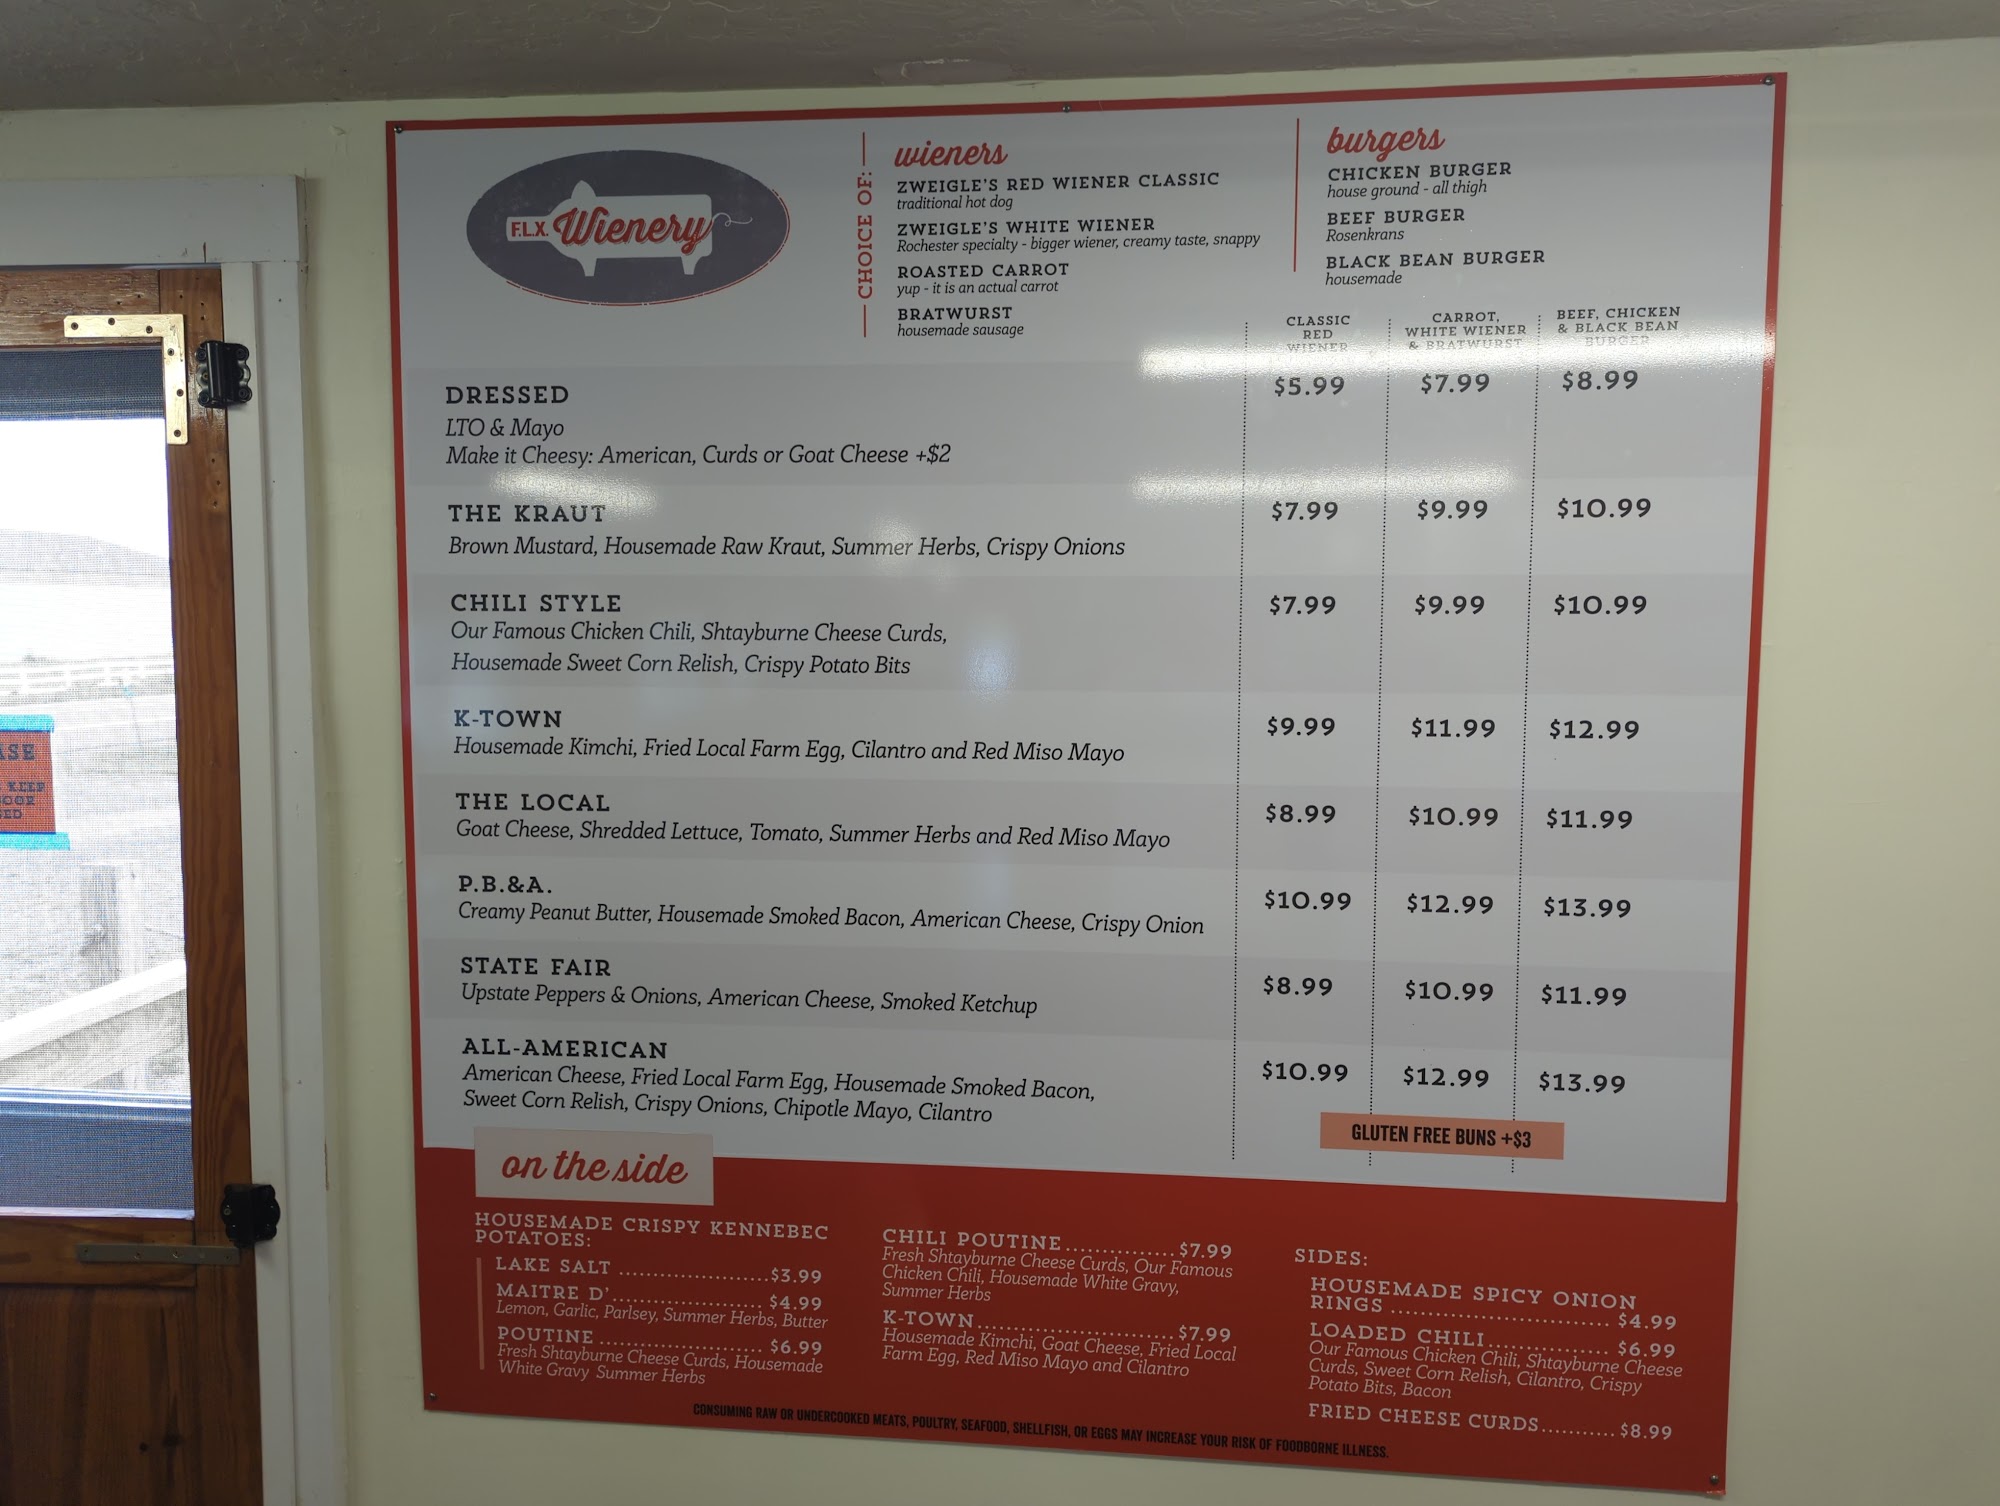 F.L.X. Wienery
CHOICE OF:
wieners
ZWEIGLE'S RED WIENER CLASSIC
traditional hot dog
ZWEIGLE'S WHITE WIENER
Rochester specialty - bigger wiener, creamy taste, snappy
ROASTED CARROT
yup - it is an actual carrot
BRATWURST
housemade sausage
burgers
CHICKEN BURGER
house ground - all thigh
BEEF BURGER
Rosenkrans
BLACK BEAN BURGER
housemade
CLASSIC
RED
WIENER
CARROT,
WHITE WIENER
& BRATWURST
BEEF, CHICKEN
& BLACK BEAN
BURGER
DRESSED $5.99 $7.99 $8.99
LTO & Mayo
Make it Cheesy: American, Curds or Goat Cheese +$2
THE KRAUT $7.99 $9.99 $10.99
Brown Mustard, Housemade Raw Kraut, Summer Herbs, Crispy Onions
CHILI STYLE $7.99 $9.99 $10.99
Our Famous Chicken Chili, Shtayburne Cheese Curds,
Housemade Sweet Corn Relish, Crispy Potato Bits
K-TOWN $9.99 $11.99 $12.99
Housemade Kimchi, Fried Local Farm Egg, Cilantro and Red Miso Mayo
THE LOCAL $8.99 $10.99 $11.99
Goat Cheese, Shredded Lettuce, Tomato, Summer Herbs and Red Miso Mayo
P.B.&A. $10.99 $12.99 $13.99
Creamy Peanut Butter, Housemade Smoked Bacon, American Cheese, Crispy Onion
STATE FAIR $8.99 $10.99 $11.99
Upstate Peppers & Onions, American Cheese, Smoked Ketchup
ALL-AMERICAN $10.99 $12.99 $13.99
American Cheese, Fried Local Farm Egg, Housemade Smoked Bacon,
Sweet Corn Relish, Crispy Onions, Chipotle Mayo, Cilantro
GLUTEN FREE BUNS +$3
on the side
HOUSEMADE CRISPY KENNEBEC
POTATOES:
LAKE SALT ...................... $3.99
MAITRE D' ...................... $4.99
Lemon, Garlic, Parlsey, Summer Herbs, Butter
POUTINE ........................ $6.99
Fresh Shtayburne Cheese Curds, Housemade
White Gravy Summer Herbs
CHILI POUTINE ................ $7.99
Fresh Shtayburne Cheese Curds, Our Famous
Chicken Chili, Housemade White Gravy,
Summer Herbs
K-TOWN ............................. $7.99
Housemade Kimchi, Goat Cheese, Fried Local
Farm Egg, Red Miso Mayo and Cilantro
SIDES:
HOUSEMADE SPICY ONION
RINGS ................................ $4.99
LOADED CHILI .................. $6.99
Our Famous Chicken Chili, Shtayburne Cheese
Curds, Sweet Corn Relish, Cilantro, Crispy
Potato Bits, Bacon
FRIED CHEESE CURDS ........... $8.99
CONSUMING RAW OR UNDERCOOKED MEATS, POULTRY, SEAFOOD, SHELLFISH, OR EGGS MAY INCREASE YOUR RISK OF FOODBORNE ILLNESS.
ASE
KEEP
OOR
ED